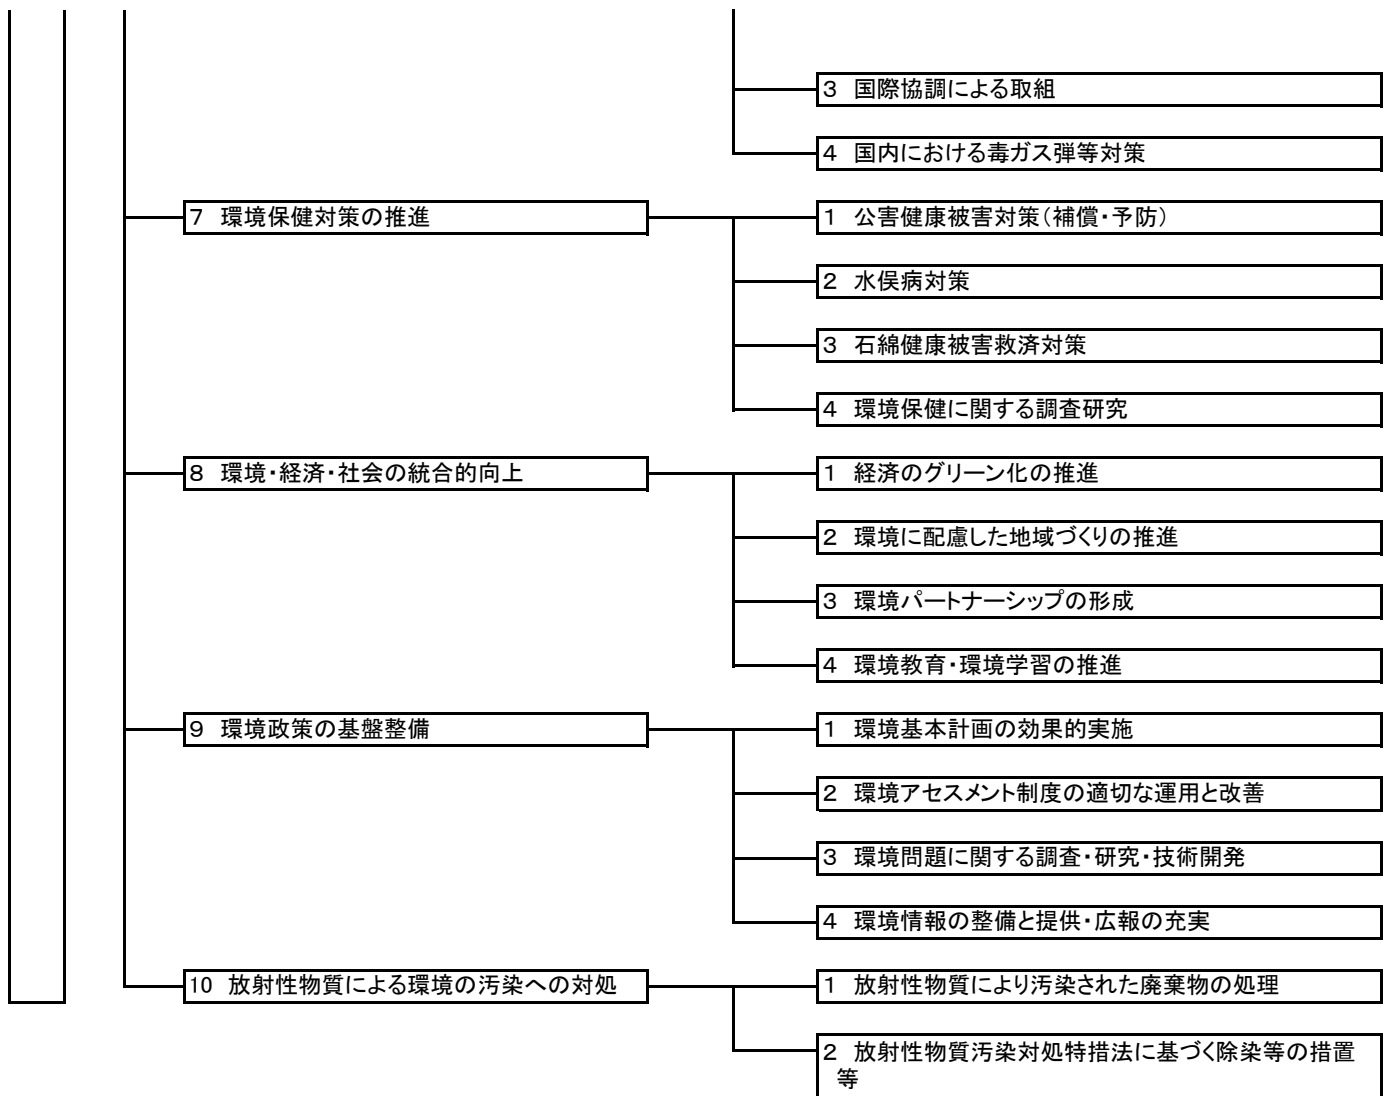 3 国際協調による取組
4 国内における毒ガス弾等対策
7 環境保健対策の推進
1 公害健康被害対策（補償・予防）
2 水俣病対策
3 石綿健康被害救済対策
4 環境保健に関する調査研究
8 環境・経済・社会の統合的向上
1 経済のグリーン化の推進
2 環境に配慮した地域づくりの推進
3 環境パートナーシップの形成
4 環境教育・環境学習の推進
9 環境政策の基盤整備
1 環境基本計画の効果的実施
2 環境アセスメント制度の適切な運用と改善
3 環境問題に関する調査・研究・技術開発
4 環境情報の整備と提供・広報の充実
10 放射性物質による環境の汚染への対処
1 放射性物質により汚染された廃棄物の処理
2 放射性物質汚染対処特措法に基づく除染等の措置
等